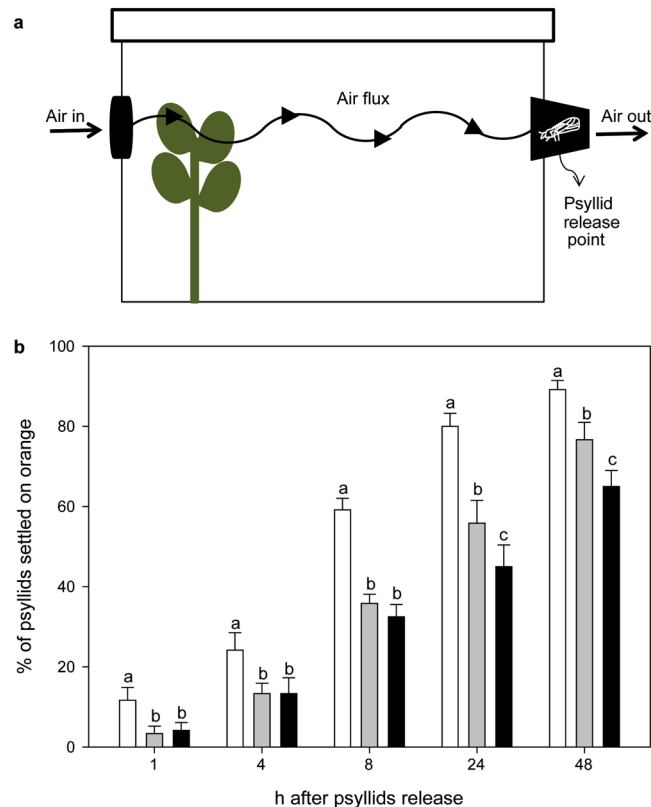 a
Air in
Air flux
Air out
Psyllid
release
point
b
% of psyllids settled on orange
100
80
60
40
20
0
a
b
b
a
b
b
a
b
b
a
b
c
a
b
c
1
4
8
24
48
h after psyllids release